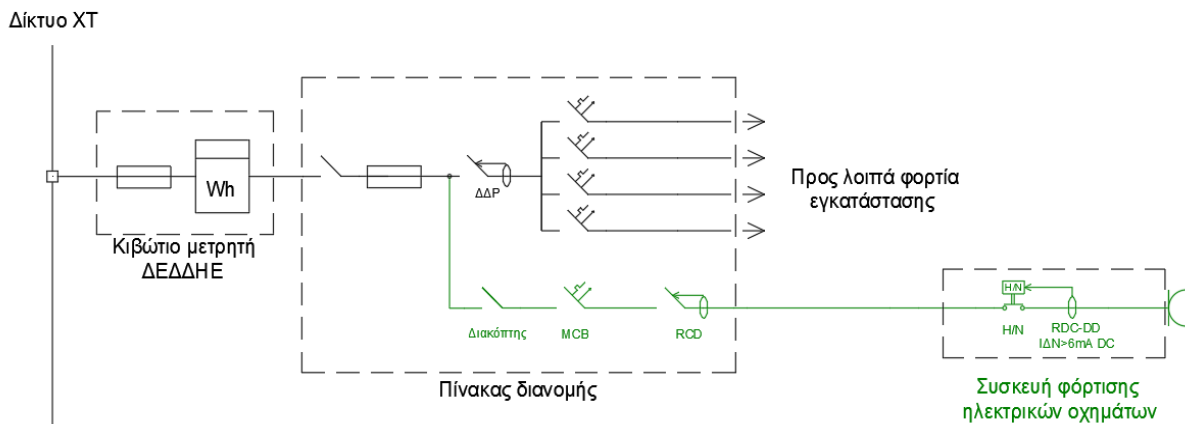 Δίκτυο ΧΤ
Wh
Κιβώτιο μετρητή
ΔΕΔΔΗΕ
ΔΔΡ
Προς λοιπά φορτία
εγκατάστασης
Διακόπτης
MCB
RCD
Πίνακας διανομής
H/N
H/N
RDC-DD
ΙΔΝ>6mA DC
Συσκευή φόρτισης
ηλεκτρικών οχημάτων